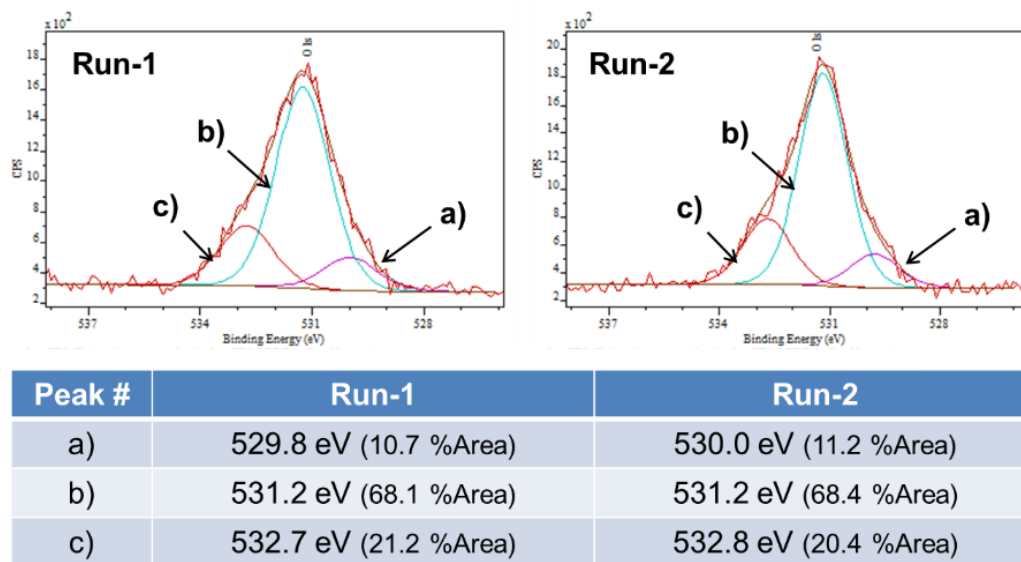 x 10²
O 1s
Run-1
18
16
14
12
10
8
6
4
2
CPS
b)
c)
a)
537
534
531
528
Binding Energy (eV)
x 10²
O 1s
Run-2
20
18
16
14
12
10
8
6
4
2
CPS
b)
c)
a)
537
534
531
528
Binding Energy (eV)
Peak # Run-1 Run-2
a) 529.8 eV (10.7 %Area) 530.0 eV (11.2 %Area)
b) 531.2 eV (68.1 %Area) 531.2 eV (68.4 %Area)
c) 532.7 eV (21.2 %Area) 532.8 eV (20.4 %Area)